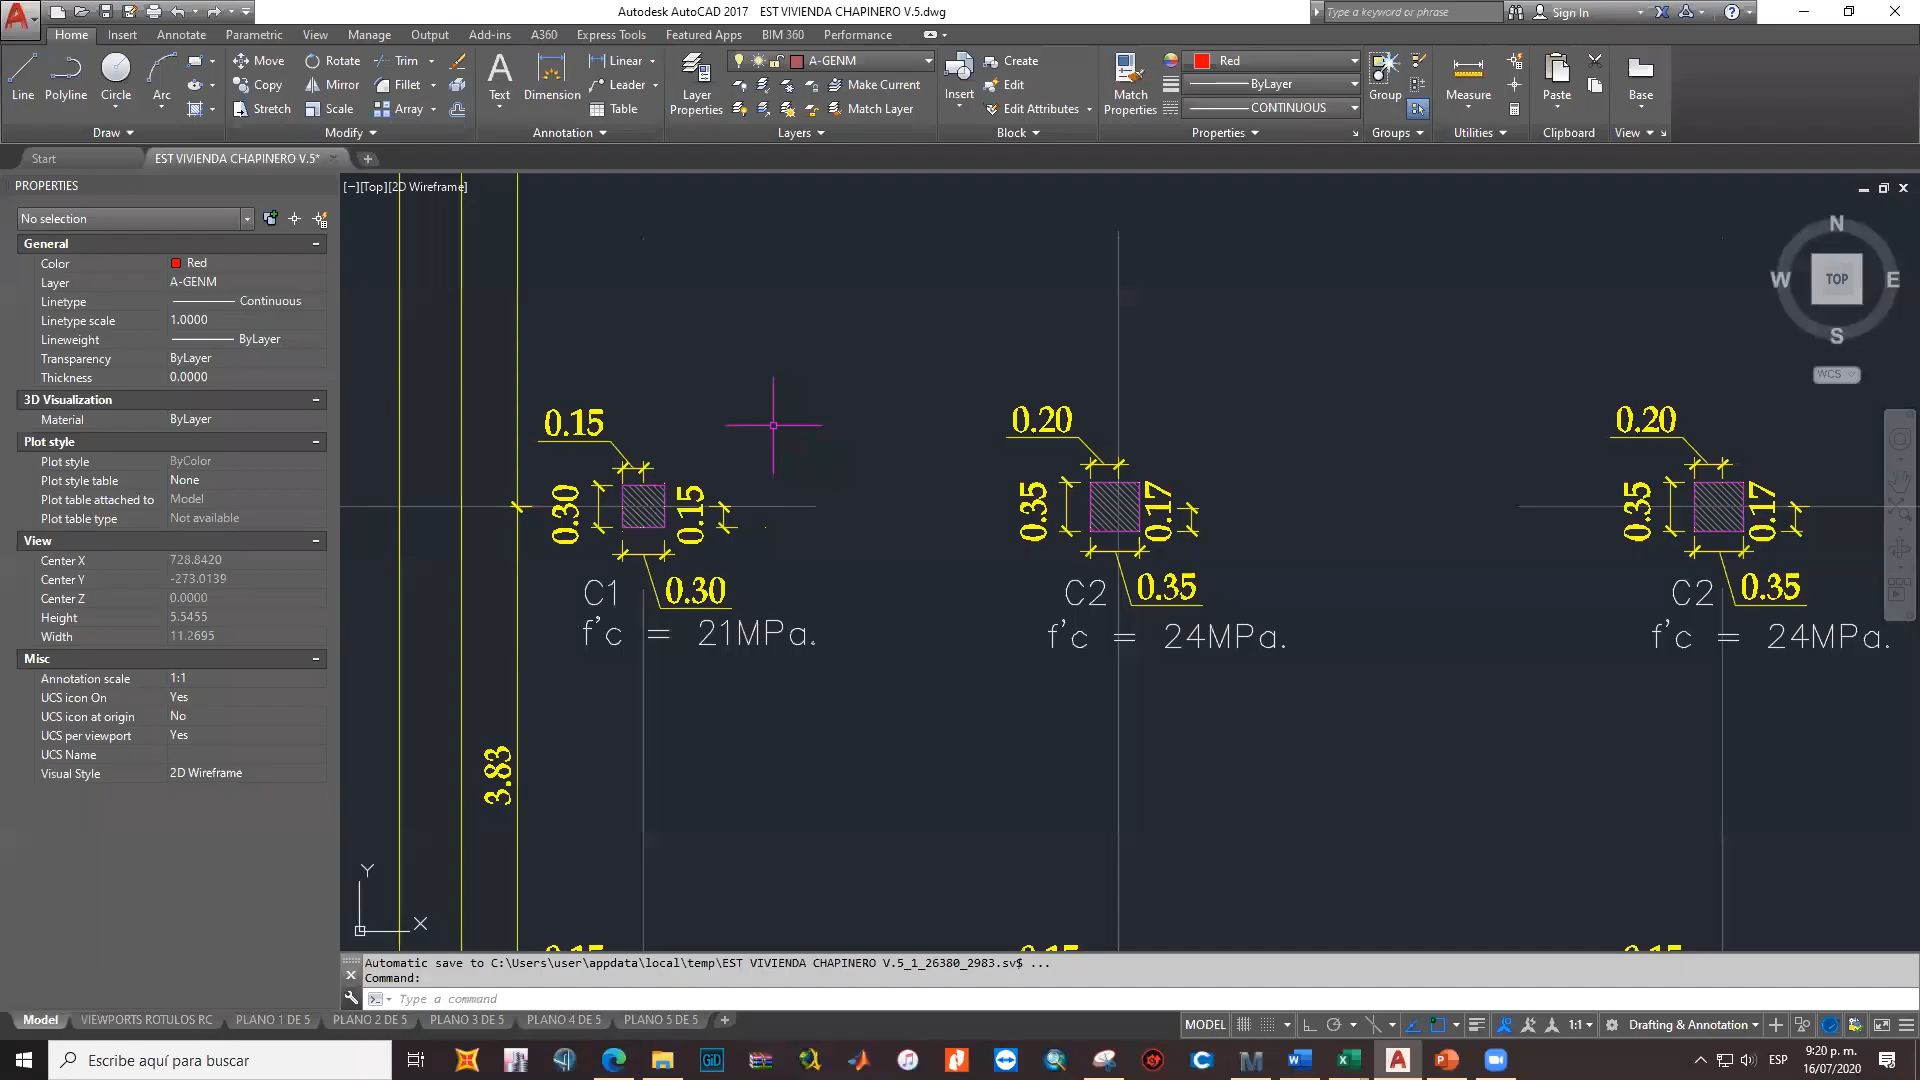 Autodesk AutoCAD 2017 EST VIVIENDA CHAPINERO V.5.dwg
Type a keyword or phrase
Sign In
Home Insert Annotate Parametric View Manage Output Add-ins A360 Express Tools Featured Apps BIM 360 Performance
Line Polyline Circle Arc
Move Rotate Trim
Copy Mirror Fillet
Stretch Scale Array
Text Dimension
Linear
Leader
Table
Layer Properties
A-GENM
Make Current
Match Layer
Insert
Create
Edit
Edit Attributes
Match Properties
Red
ByLayer
CONTINUOUS
Group
Measure
Paste
Base
Draw Modify Annotation Layers Block Properties Groups Utilities Clipboard View
Start EST VIVIENDA CHAPINERO V.5*
PROPERTIES
No selection
General
Color Red
Layer A-GENM
Linetype Continuous
Linetype scale 1.0000
Lineweight ByLayer
Transparency ByLayer
Thickness 0.0000
3D Visualization
Material ByLayer
Plot style
Plot style ByColor
Plot style table None
Plot table attached to Model
Plot table type Not available
View
Center X 728.8420
Center Y -273.0139
Center Z 0.0000
Height 5.5455
Width 11.2695
Misc
Annotation scale 1:1
UCS icon On Yes
UCS icon at origin No
UCS per viewport Yes
UCS Name
Visual Style 2D Wireframe
[−][Top][2D Wireframe]
N
W TOP E
S
WCS
0.15
0.30
0.15
0.30
C1
f'c = 21MPa.
0.20
0.35
0.17
0.35
C2
f'c = 24MPa.
0.20
0.35
0.17
0.35
C2
f'c = 24MPa.
3.83
Y
X
0.15
0.15
0.15
Automatic save to C:\Users\user\appdata\local\temp\EST VIVIENDA CHAPINERO V.5_1_26380_2983.sv$ ...
Command:
Type a command
Model VIEWPORTS ROTULOS RC PLANO 1 DE 5 PLANO 2 DE 5 PLANO 3 DE 5 PLANO 4 DE 5 PLANO 5 DE 5
MODEL 1:1 Drafting & Annotation
Escribe aquí para buscar
GiD
ESP
9:20 p. m.
16/07/2020